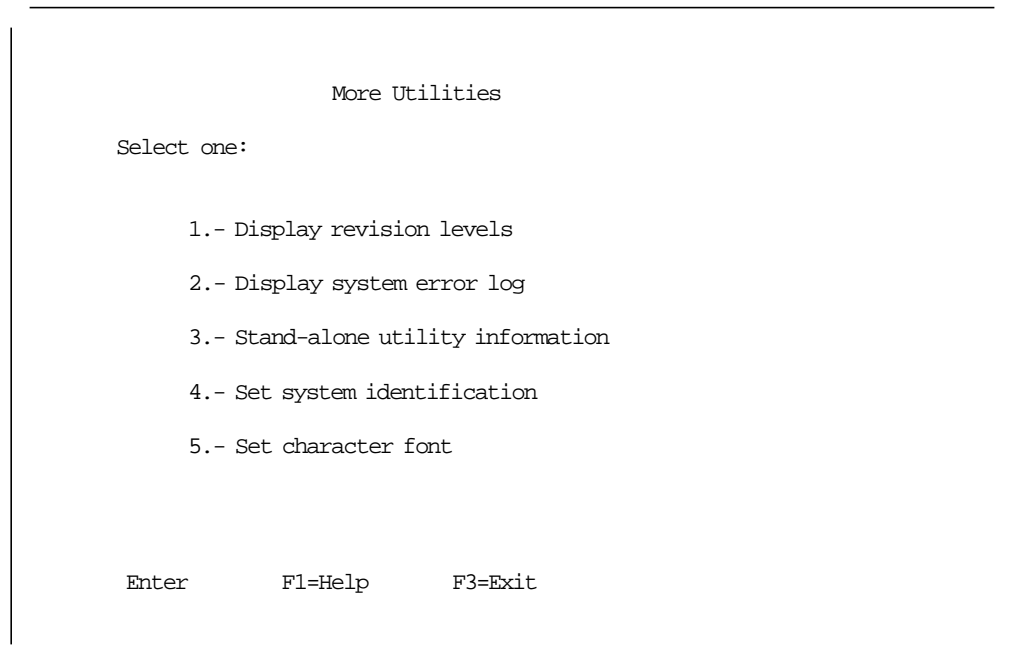 More Utilities
Select one:
1.- Display revision levels
2.- Display system error log
3.- Stand-alone utility information
4.- Set system identification
5.- Set character font
Enter F1=Help F3=Exit